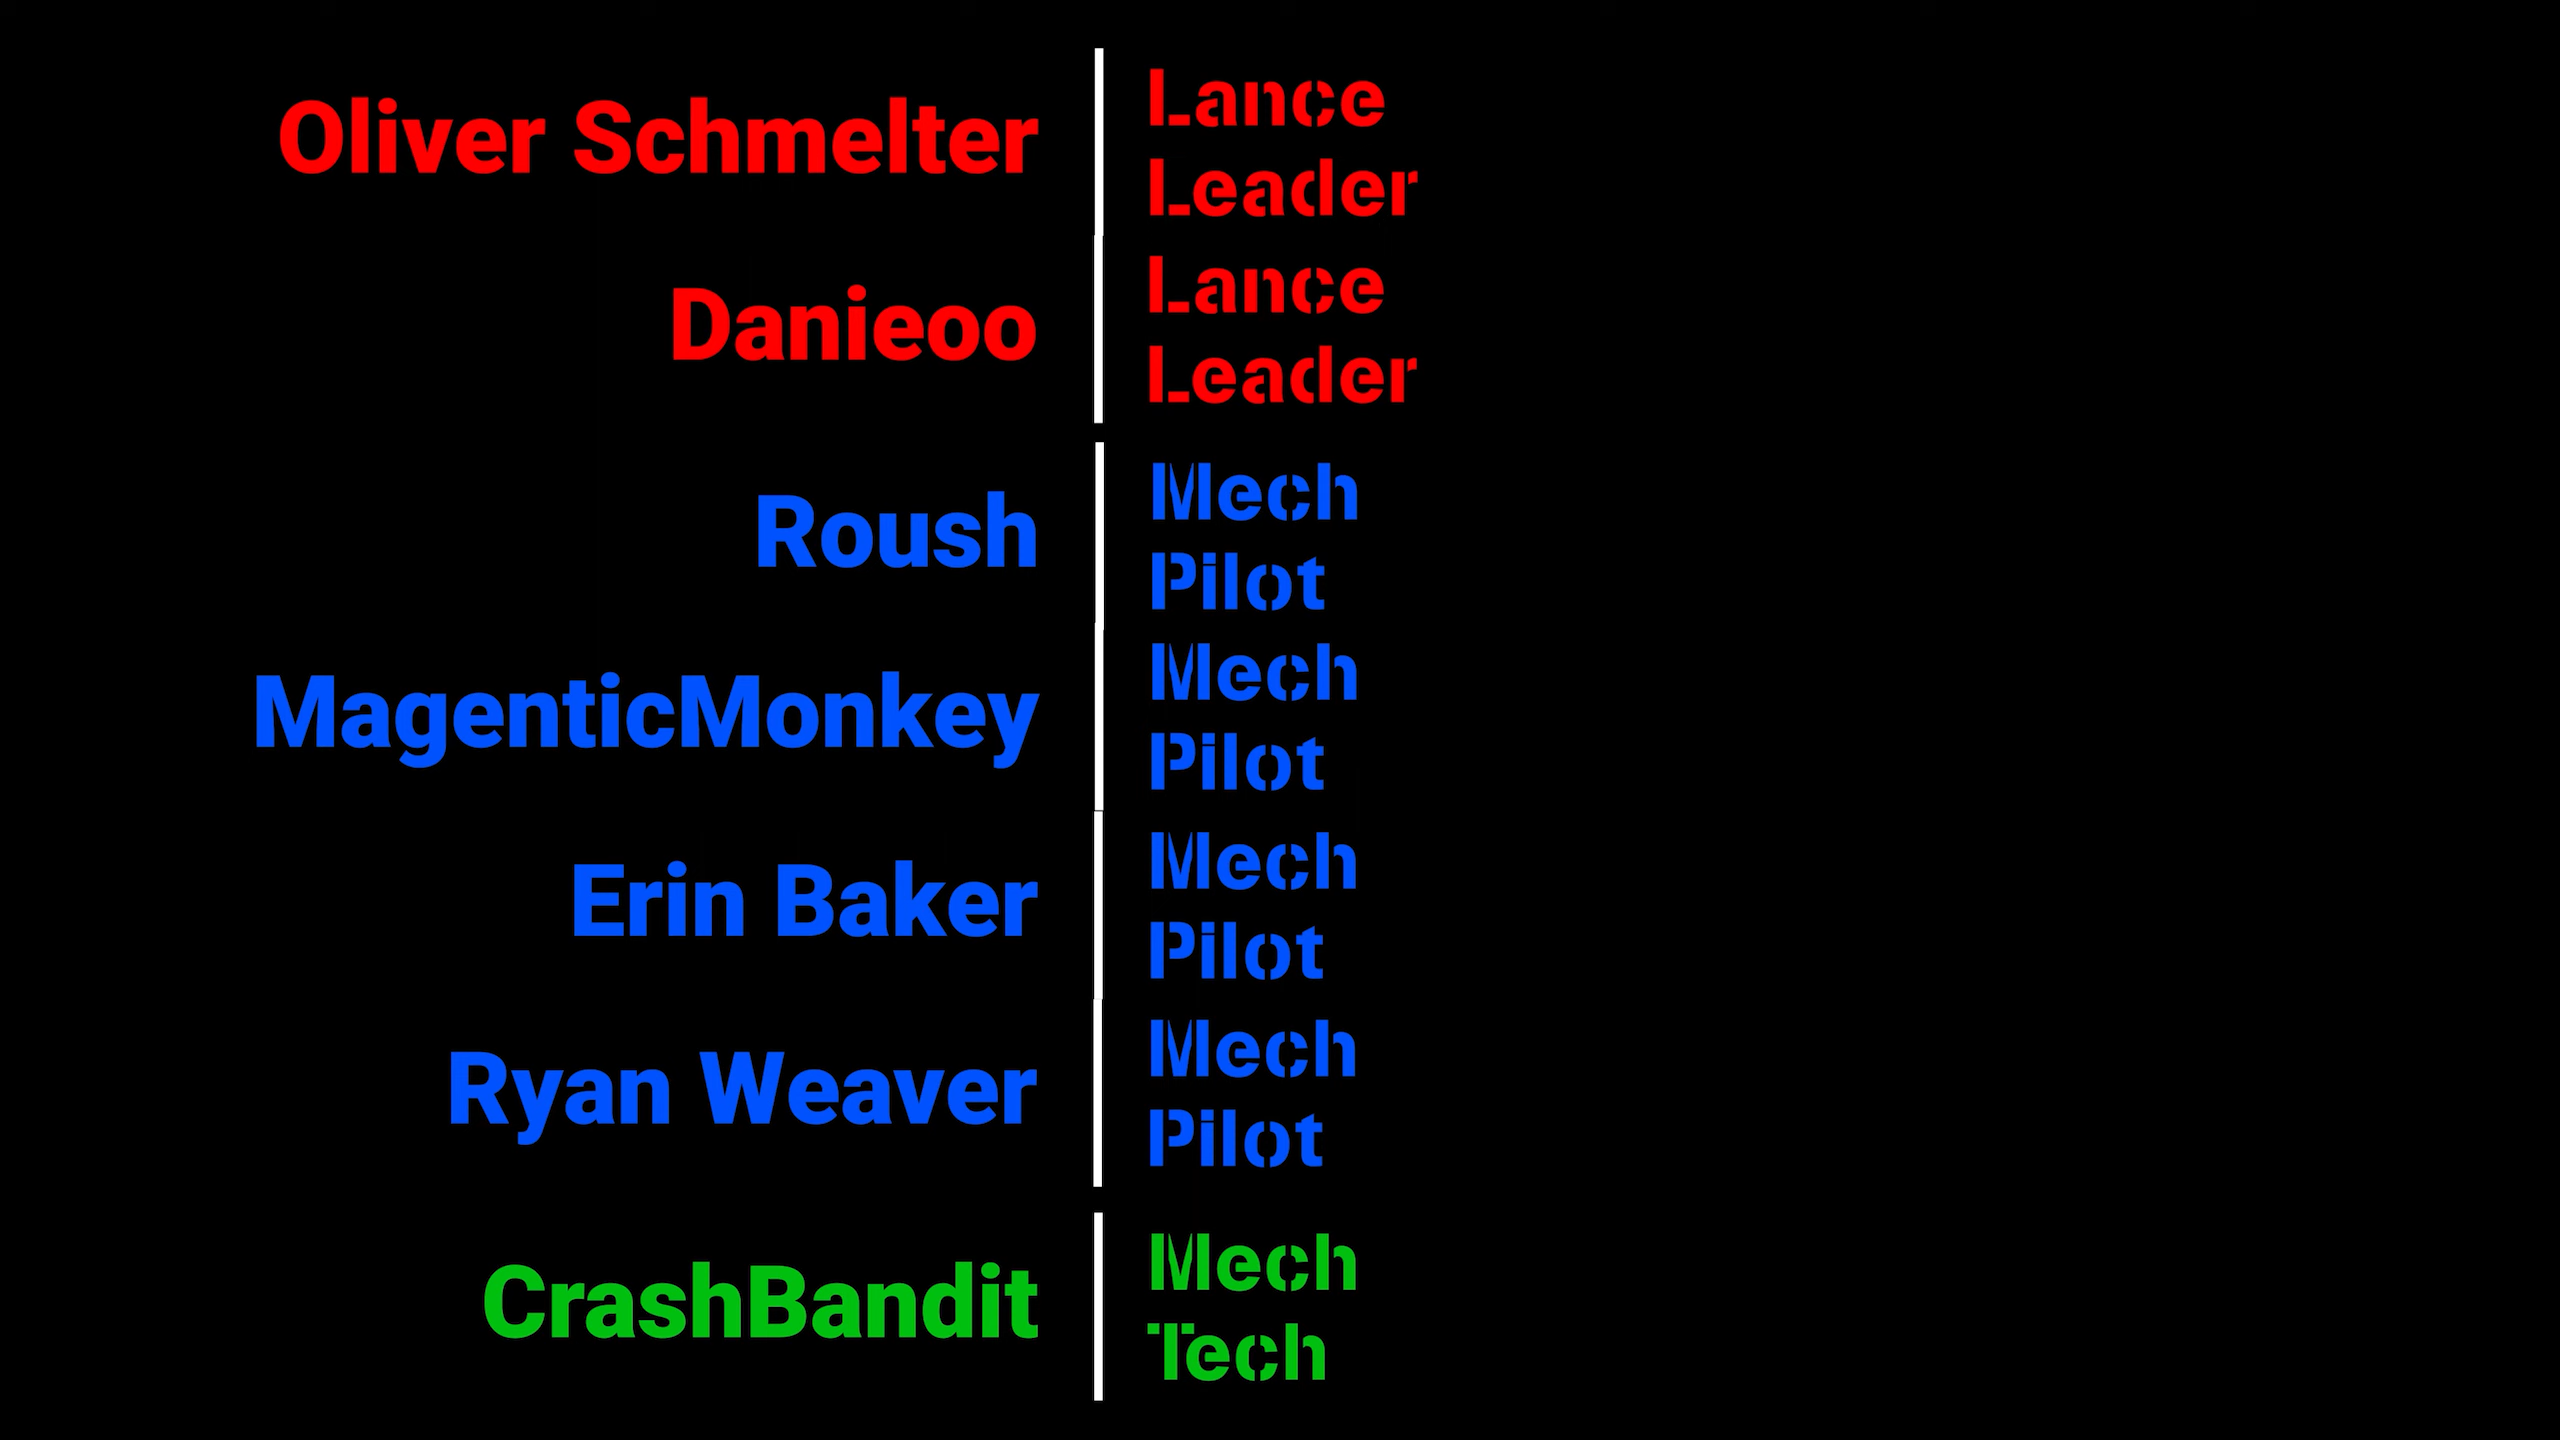 Oliver Schmelter
Lance
Leader
Danieoo
Lance
Leader
Roush
Mech
Pilot
MagenticMonkey
Mech
Pilot
Erin Baker
Mech
Pilot
Ryan Weaver
Mech
Pilot
CrashBandit
Mech
Tech